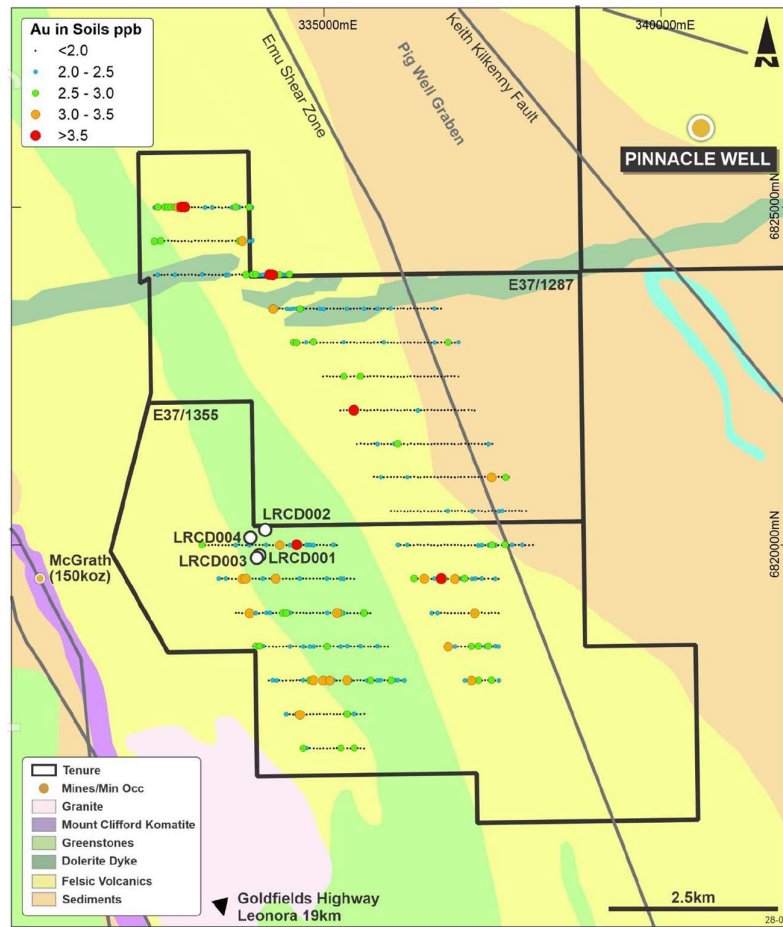 Au in Soils ppb
<2.0
2.0 - 2.5
2.5 - 3.0
3.0 - 3.5
>3.5
335000mE
340000mE
Emu Shear Zone
Pig Well Graben
Keith Kilkenny Fault
N
PINNACLE WELL
6825000mN
E37/1287
E37/1355
LRCD002
LRCD004
LRCD003
LRCD001
McGrath
(150koz)
6820000mN
Tenure
Mines/Min Occ
Granite
Mount Clifford Komatite
Greenstones
Dolerite Dyke
Felsic Volcanics
Sediments
Goldfields Highway
Leonora 19km
2.5km
28-0